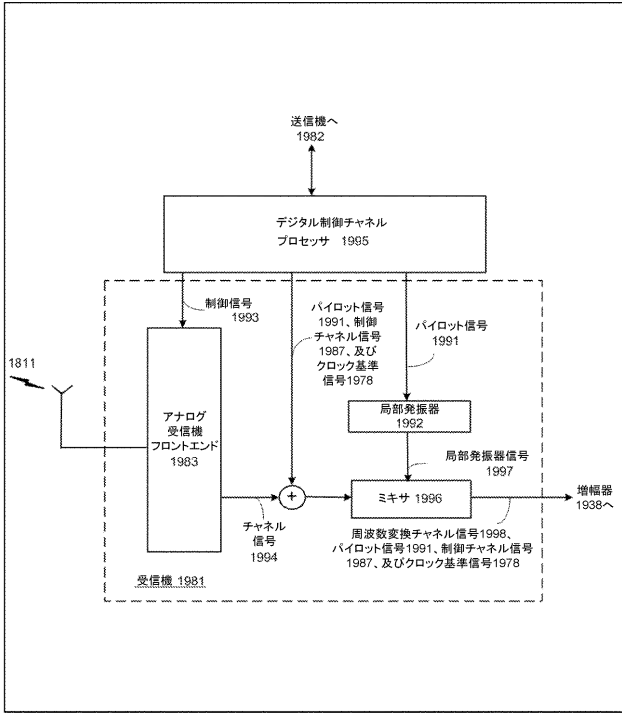 送信機へ
1982
デジタル制御チャネル
プロセッサ 1995
制御信号
1993
パイロット信号
1991、制御
チャネル信号
1987、及び
クロック基準
信号1978
パイロット信号
1991
1811
アナログ
受信機
フロントエンド
1983
局部発振器
1992
局部発振器信号
1997
+
ミキサ 1996
増幅器
1938へ
チャネル
信号
1994
周波数変換チャネル信号1998、
パイロット信号1991、制御チャネル信号
1987、及びクロック基準信号1978
受信機 1981